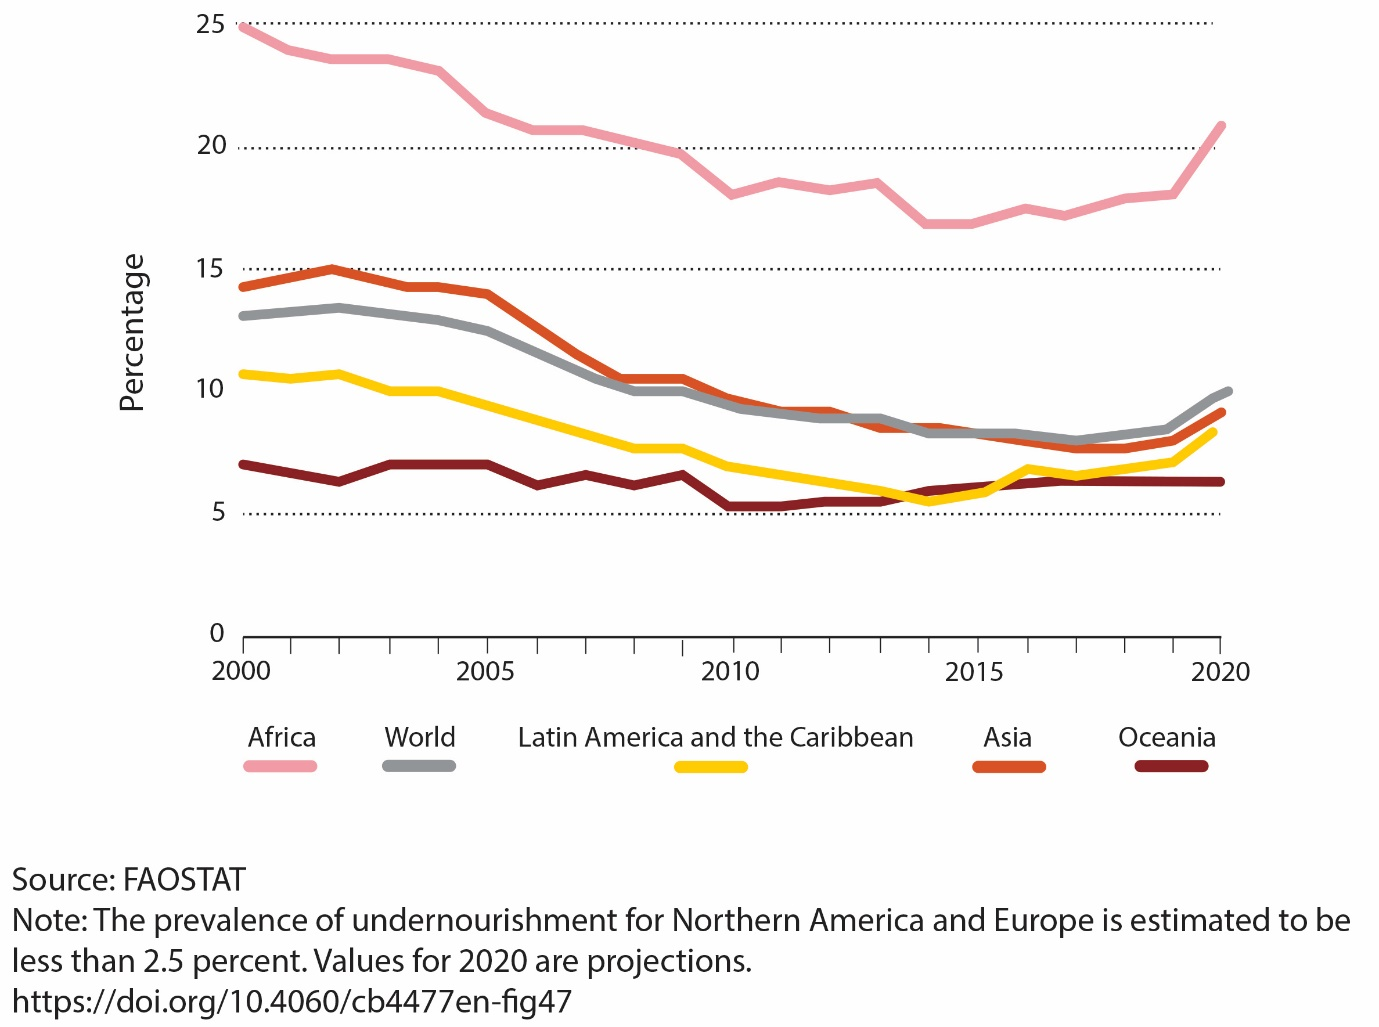 25
20
15
10
5
0
Percentage
2000 2005 2010 2015 2020
Africa World Latin America and the Caribbean Asia Oceania
Source: FAOSTAT
Note: The prevalence of undernourishment for Northern America and Europe is estimated to be
less than 2.5 percent. Values for 2020 are projections.
https://doi.org/10.4060/cb4477en-fig47